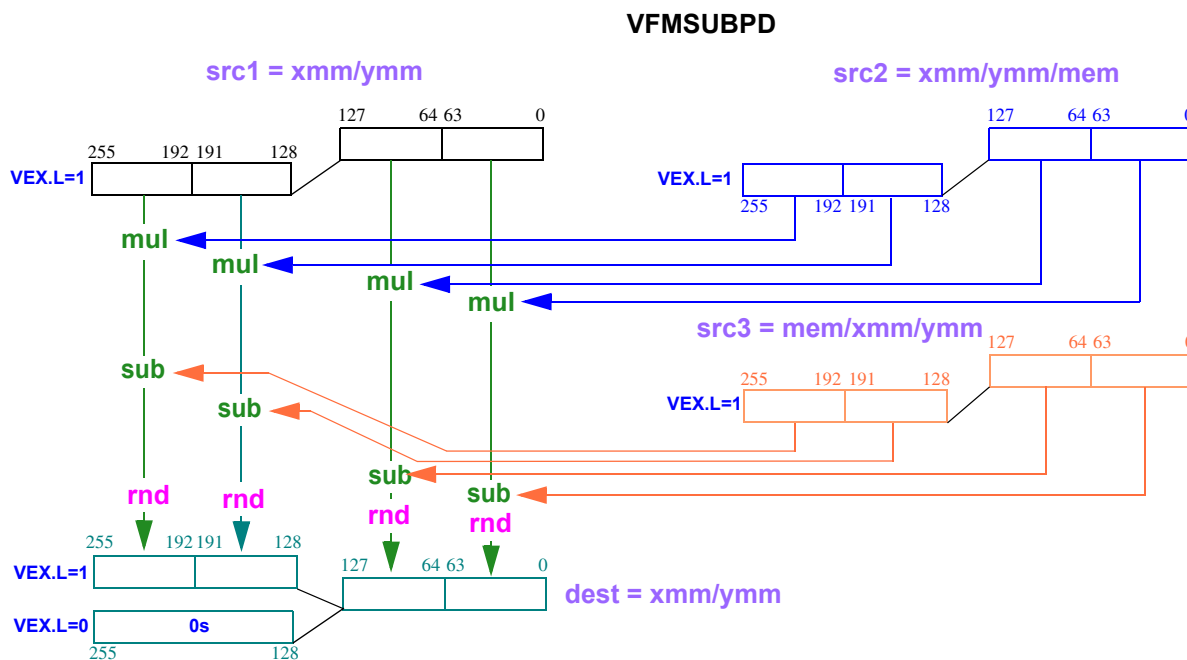 VFMSUBPD
src1 = xmm/ymm
src2 = xmm/ymm/mem
127 64 63 0
127 64 63 0
255 192 191 128
VEX.L=1
VEX.L=1
255 192 191 128
mul
mul
mul
mul
src3 = mem/xmm/ymm
127 64 63 0
sub
255 192 191 128
VEX.L=1
sub
sub
sub
rnd
rnd
rnd
rnd
255 192 191 128
127 64 63 0
VEX.L=1
dest = xmm/ymm
VEX.L=0
0s
255 128